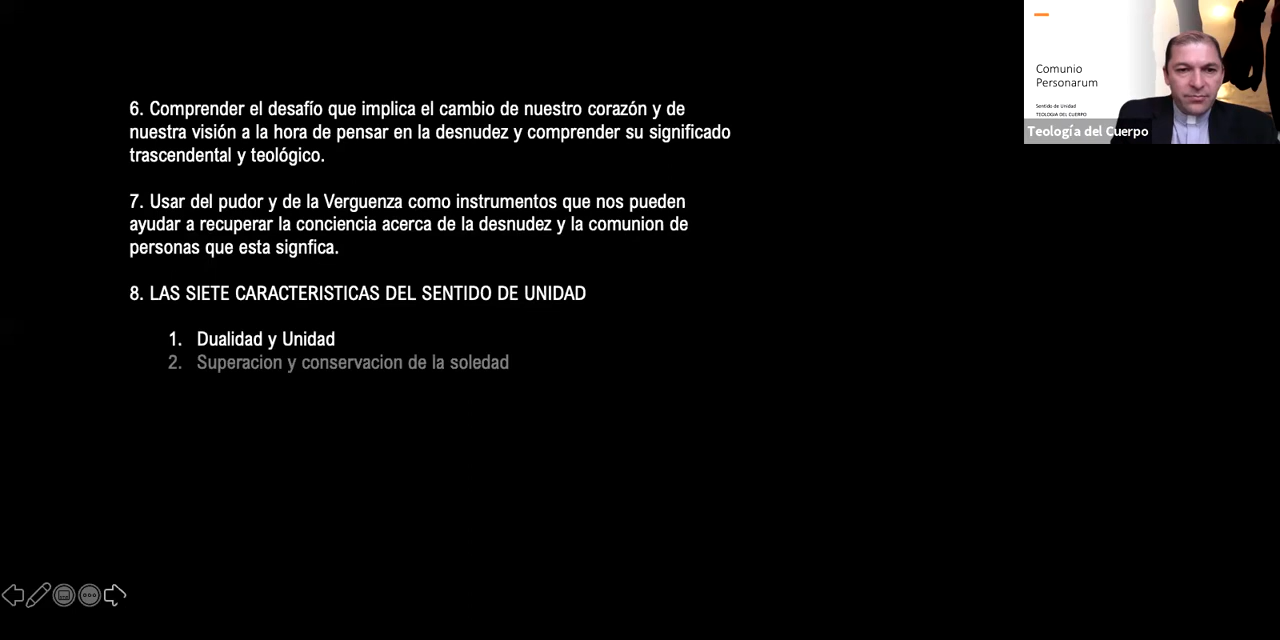 6. Comprender el desafío que implica el cambio de nuestro corazón y de
nuestra visión a la hora de pensar en la desnudez y comprender su significado
trascendental y teológico.
7. Usar del pudor y de la Verguenza como instrumentos que nos pueden
ayudar a recuperar la conciencia acerca de la desnudez y la comunion de
personas que esta signfica.
8. LAS SIETE CARACTERISTICAS DEL SENTIDO DE UNIDAD
1. Dualidad y Unidad
2. Superacion y conservacion de la soledad
Comunio
Personarum
Sentido de Unidad
TEOLOGIA DEL CUERPO
Teología del Cuerpo